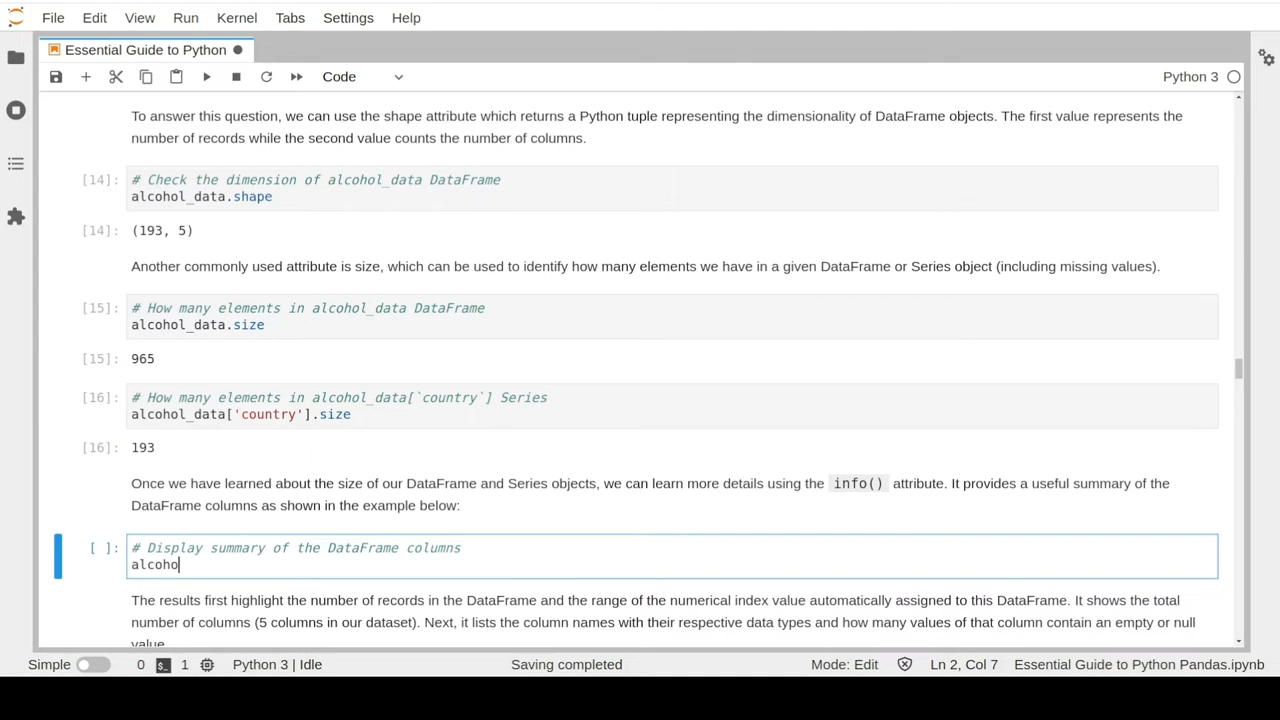 File Edit View Run Kernel Tabs Settings Help
Essential Guide to Python
Code
Python 3
To answer this question, we can use the shape attribute which returns a Python tuple representing the dimensionality of DataFrame objects. The first value represents the
number of records while the second value counts the number of columns.
[14]: # Check the dimension of alcohol_data DataFrame
alcohol_data.shape
[14]: (193, 5)
Another commonly used attribute is size, which can be used to identify how many elements we have in a given DataFrame or Series object (including missing values).
[15]: # How many elements in alcohol_data DataFrame
alcohol_data.size
[15]: 965
[16]: # How many elements in alcohol_data[`country`] Series
alcohol_data['country'].size
[16]: 193
Once we have learned about the size of our DataFrame and Series objects, we can learn more details using the info() attribute. It provides a useful summary of the
DataFrame columns as shown in the example below:
[ ]: # Display summary of the DataFrame columns
alcoho
The results first highlight the number of records in the DataFrame and the range of the numerical index value automatically assigned to this DataFrame. It shows the total
number of columns (5 columns in our dataset). Next, it lists the column names with their respective data types and how many values of that column contain an empty or null
value.
Simple 0 $_ 1 Python 3 | Idle Saving completed Mode: Edit Ln 2, Col 7 Essential Guide to Python Pandas.ipynb